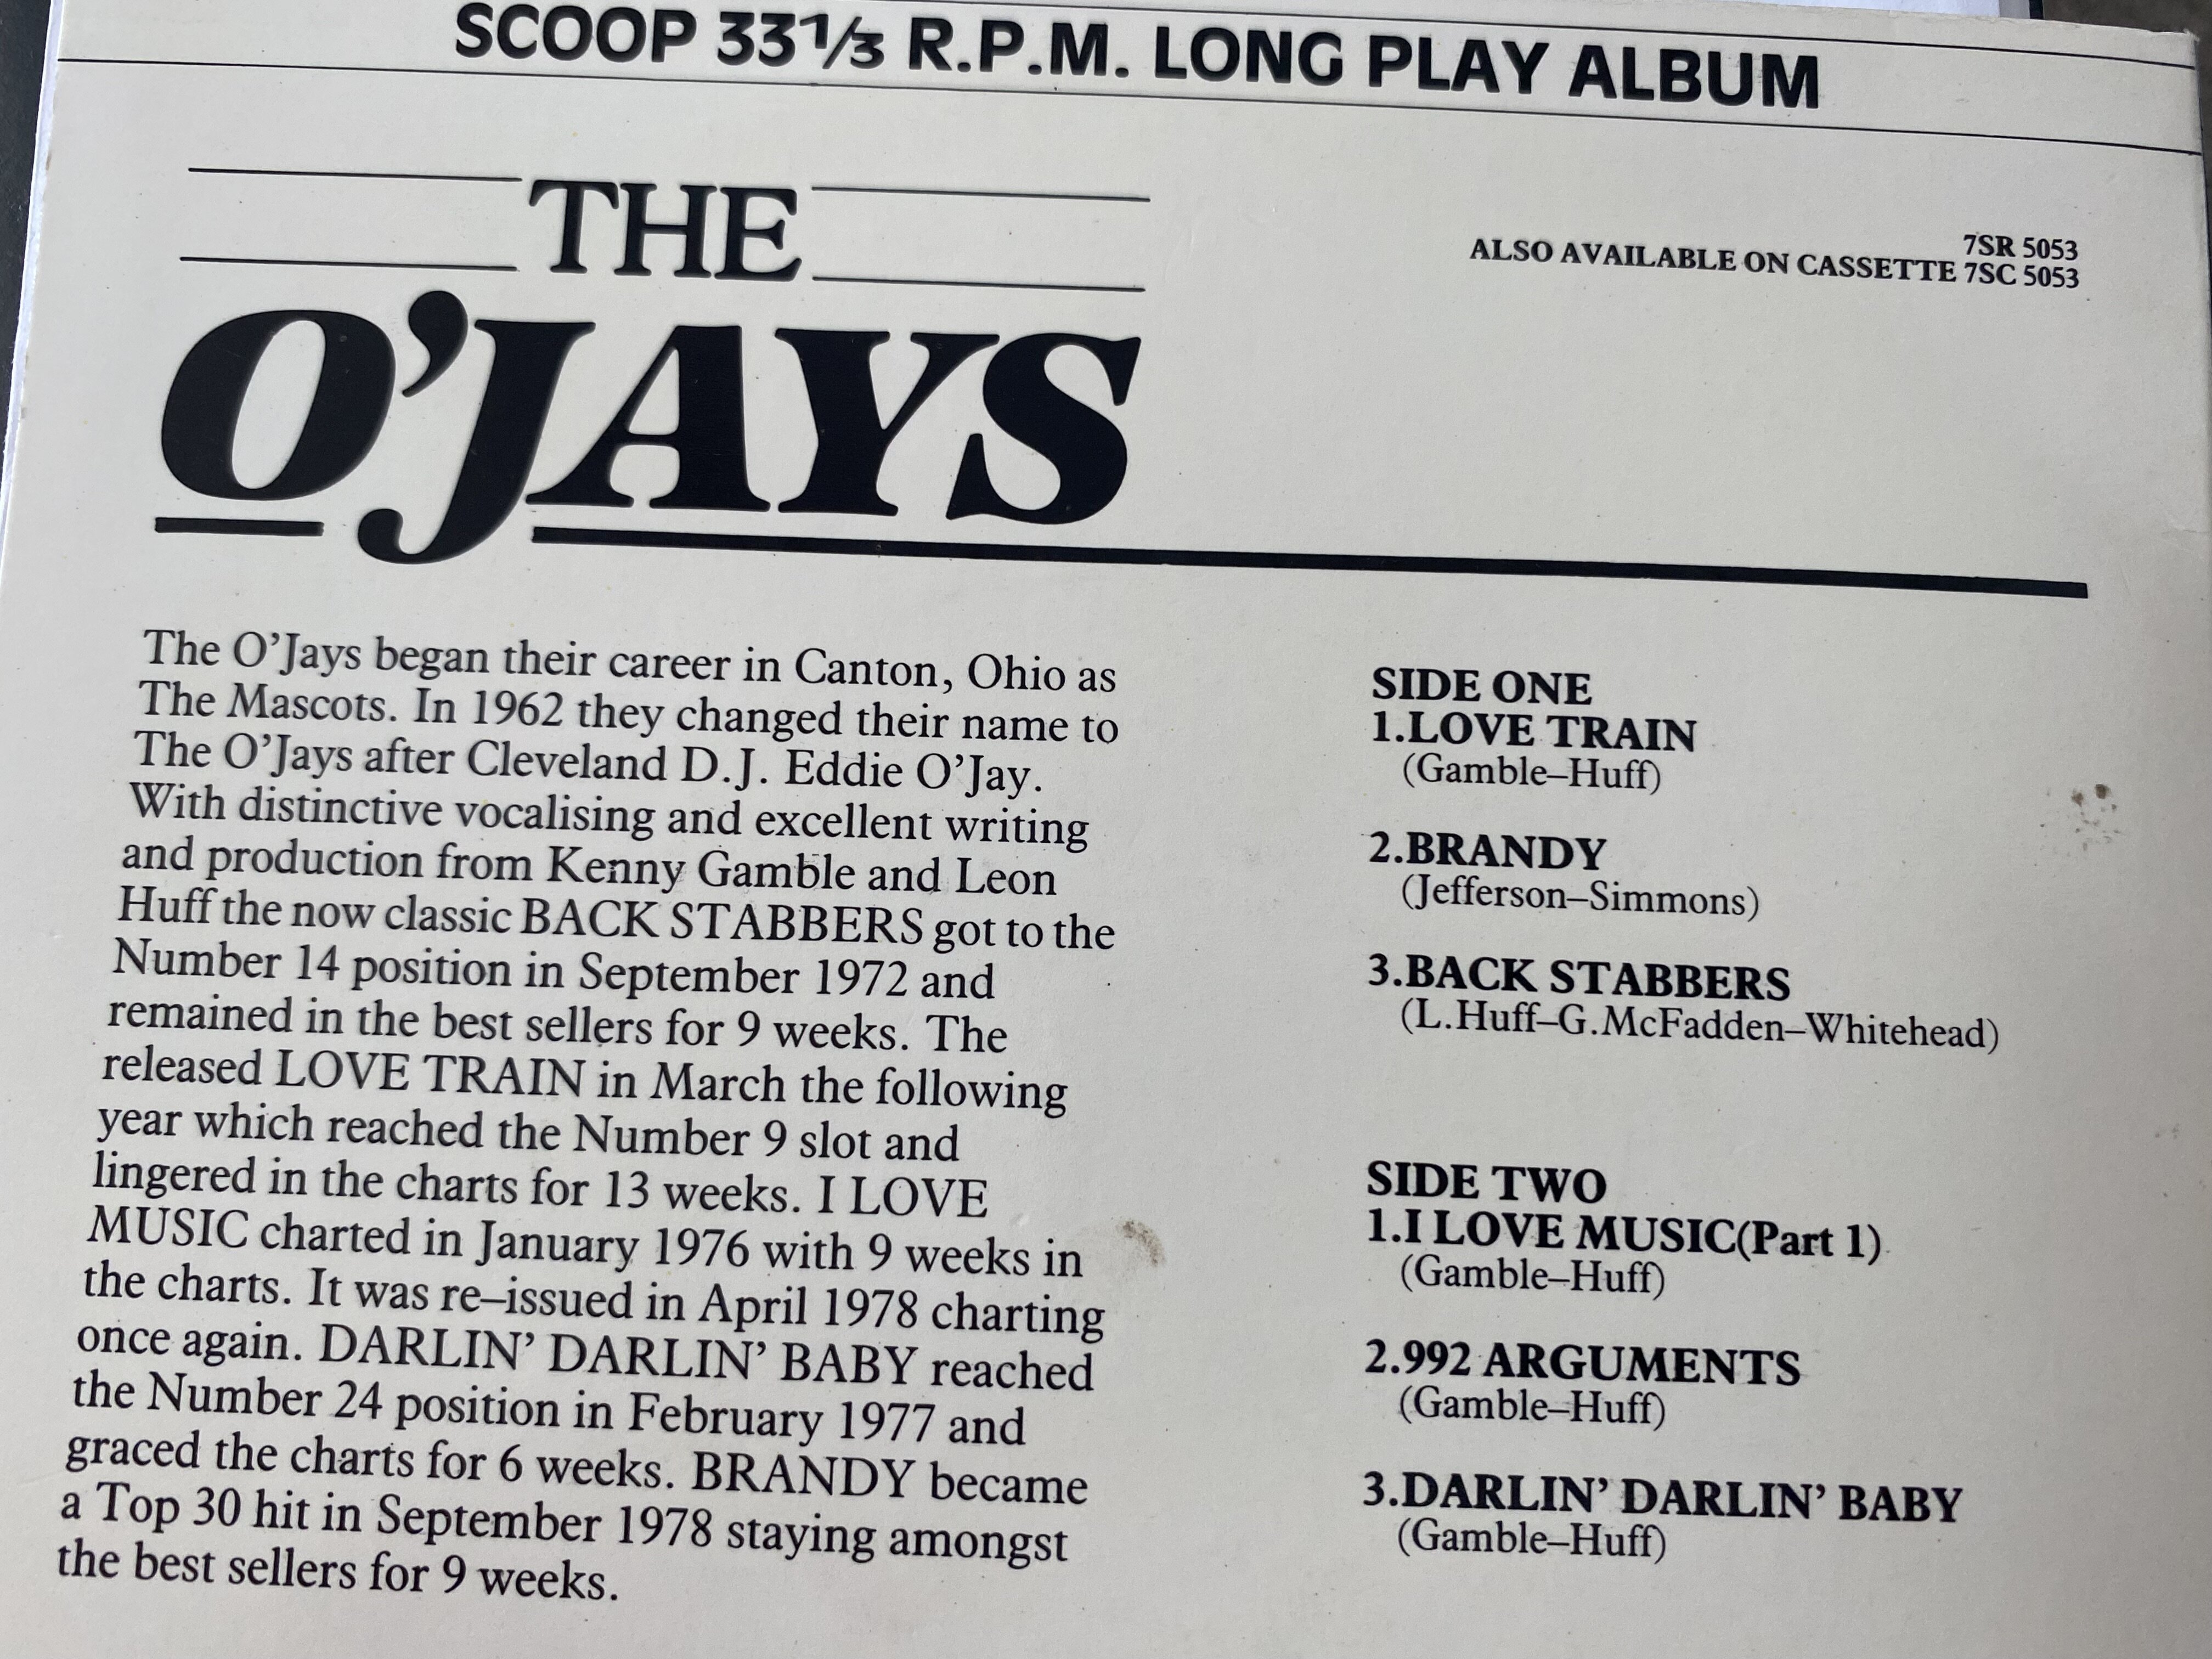 SCOOP 33⅓ R.P.M. LONG PLAY ALBUM
THE
O'JAYS
7SR 5053
ALSO AVAILABLE ON CASSETTE 7SC 5053
The O'Jays began their career in Canton, Ohio as
The Mascots. In 1962 they changed their name to
The O'Jays after Cleveland D.J. Eddie O'Jay.
With distinctive vocalising and excellent writing
and production from Kenny Gamble and Leon
Huff the now classic BACK STABBERS got to the
Number 14 position in September 1972 and
remained in the best sellers for 9 weeks. The
released LOVE TRAIN in March the following
year which reached the Number 9 slot and
lingered in the charts for 13 weeks. I LOVE
MUSIC charted in January 1976 with 9 weeks in
the charts. It was re–issued in April 1978 charting
once again. DARLIN' DARLIN' BABY reached
the Number 24 position in February 1977 and
graced the charts for 6 weeks. BRANDY became
a Top 30 hit in September 1978 staying amongst
the best sellers for 9 weeks.
SIDE ONE
1.LOVE TRAIN
(Gamble–Huff)
2.BRANDY
(Jefferson–Simmons)
3.BACK STABBERS
(L.Huff–G.McFadden–Whitehead)
SIDE TWO
1.I LOVE MUSIC(Part 1)
(Gamble–Huff)
2.992 ARGUMENTS
(Gamble–Huff)
3.DARLIN' DARLIN' BABY
(Gamble–Huff)